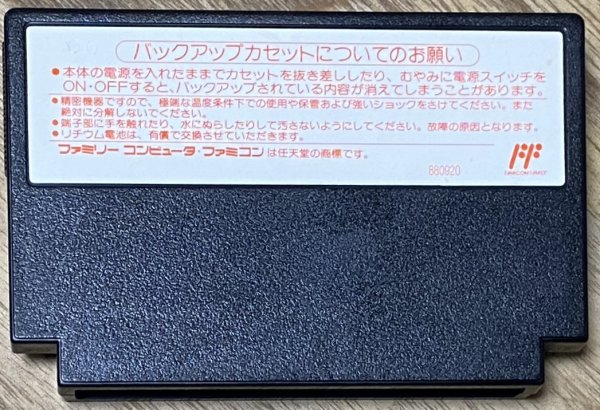 バックアップカセットについてのお願い
●本体の電源を入れたままでカセットを抜き差ししたり、むやみに電源スイッチを
ON・OFFすると、バックアップされている内容が消えてしまうことがあります。
●精密機器ですので、極端な温度条件下での使用や保管および強いショックをさけてください。また
絶対に分解しないでください。
●端子部に手を触れたり、水にぬらしたりして汚さないようにしてください。故障の原因となります。
●リチウム電池は、有償で交換させていただきます。
ファミリー コンピュータ・ファミコンは任天堂の商標です。
FF
FAMICOM FAMILY
880920